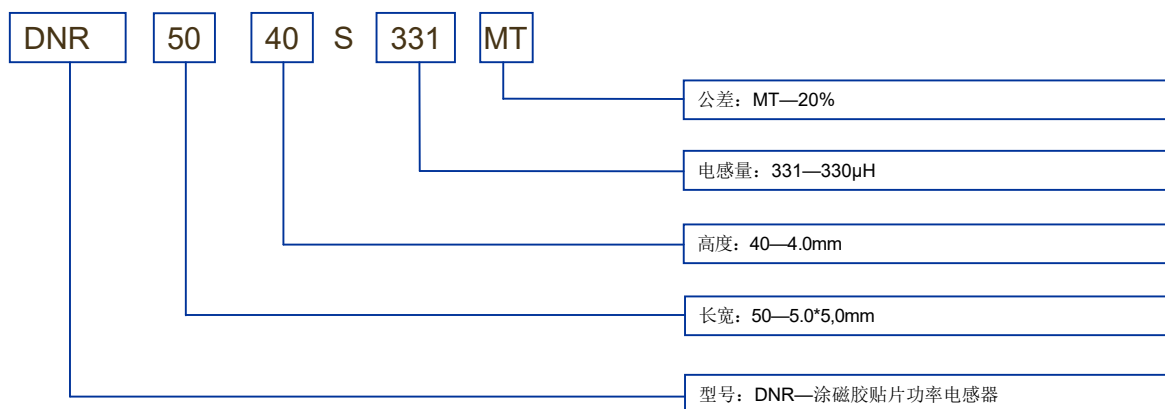 DNR 50 40 S 331 MT
公差：MT—20%
电感量：331—330μH
高度：40—4.0mm
长宽：50—5.0*5,0mm
型号：DNR—涂磁胶贴片功率电感器